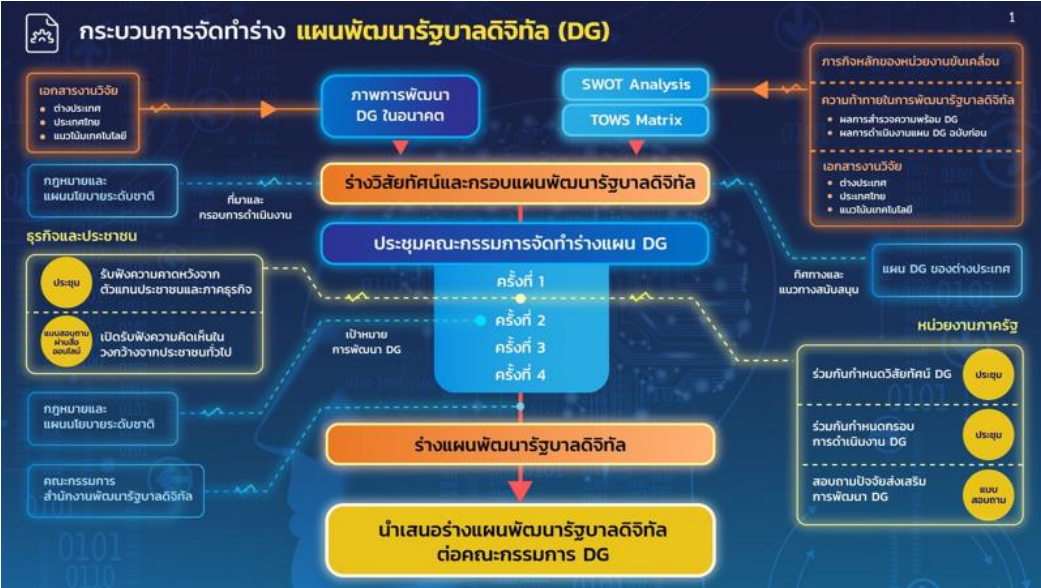 1
กระบวนการจัดทำร่าง แผนพัฒนารัฐบาลดิจิทัล (DG)
เอกสารงานวิจัย
• ต่างประเทศ
• ประเทศไทย
• แนวโน้มเทคโนโลยี
ภาพการพัฒนา
DG ในอนาคต
SWOT Analysis
TOWS Matrix
ภารกิจหลักของหน่วยงานขับเคลื่อน
ความท้าทายในการพัฒนารัฐบาลดิจิทัล
• ผลการสำรวจความพร้อม DG
• ผลการดำเนินงานแผน DG ฉบับก่อน
เอกสารงานวิจัย
• ต่างประเทศ
• ประเทศไทย
• แนวโน้มเทคโนโลยี
กฎหมายและ
แผนนโยบายระดับชาติ
ที่มาและ
กรอบการดำเนินงาน
ร่างวิสัยทัศน์และกรอบแผนพัฒนารัฐบาลดิจิทัล
ประชุมคณะกรรมการจัดทำร่างแผน DG
ครั้งที่ 1
ครั้งที่ 2
ครั้งที่ 3
ครั้งที่ 4
ทิศทางและ
แนวทางสนับสนุน
แผน DG ของต่างประเทศ
ธุรกิจและประชาชน
ประชุม
รับฟังความคาดหวังจาก
ตัวแทนประชาชนและภาคธุรกิจ
แบบสอบถาม
ผ่านสื่อ
ออนไลน์
เปิดรับฟังความคิดเห็นใน
วงกว้างจากประชาชนทั่วไป
เป้าหมาย
การพัฒนา DG
หน่วยงานภาครัฐ
ร่วมกันกำหนดวิสัยทัศน์ DG
ประชุม
ร่วมกันกำหนดกรอบ
การดำเนินงาน DG
ประชุม
สอบถามปัจจัยส่งเสริม
การพัฒนา DG
แบบ
สอบถาม
กฎหมายและ
แผนนโยบายระดับชาติ
คณะกรรมการ
สำนักงานพัฒนารัฐบาลดิจิทัล
ร่างแผนพัฒนารัฐบาลดิจิทัล
นำเสนอร่างแผนพัฒนารัฐบาลดิจิทัล
ต่อคณะกรรมการ DG